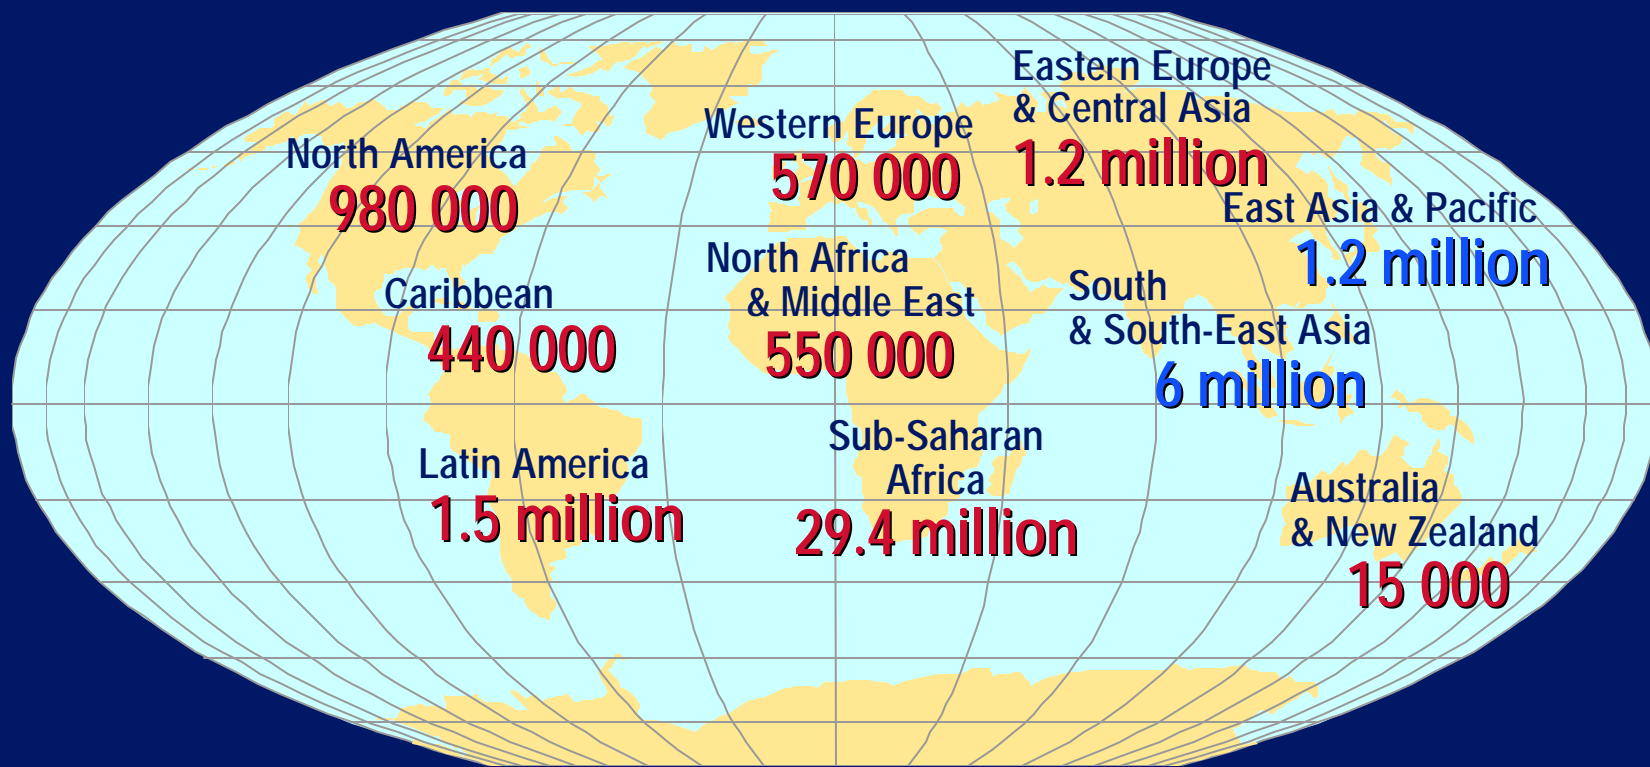 Eastern Europe
& Central Asia
1.2 million
Western Europe
570 000
North America
980 000
East Asia & Pacific
1.2 million
North Africa
& Middle East
550 000
South
& South-East Asia
6 million
Caribbean
440 000
Sub-Saharan
Africa
29.4 million
Latin America
1.5 million
Australia
& New Zealand
15 000